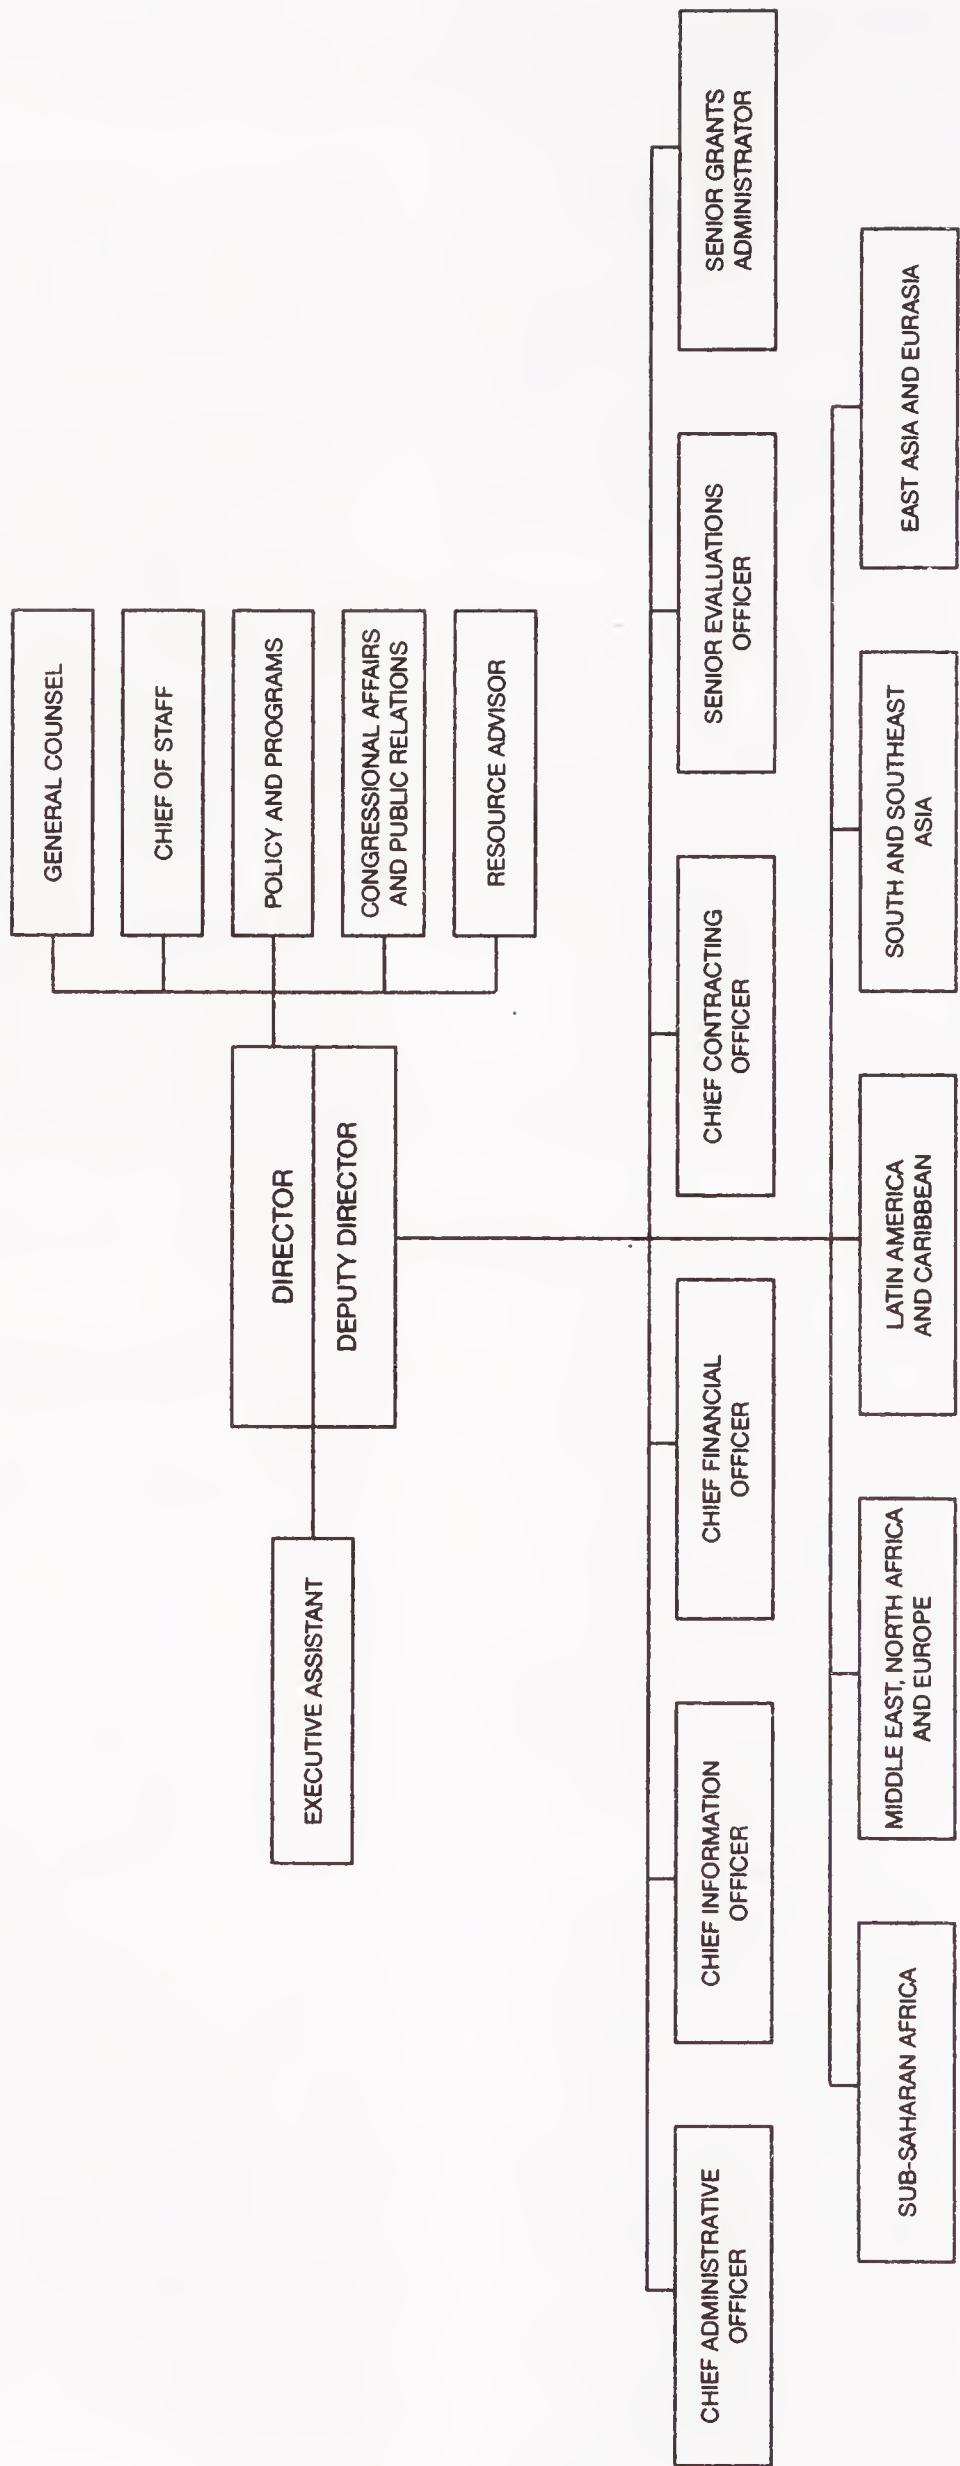 GENERAL COUNSEL
CHIEF OF STAFF
POLICY AND PROGRAMS
CONGRESSIONAL AFFAIRS
AND PUBLIC RELATIONS
RESOURCE ADVISOR
DIRECTOR
DEPUTY DIRECTOR
EXECUTIVE ASSISTANT
CHIEF ADMINISTRATIVE
OFFICER
CHIEF INFORMATION
OFFICER
CHIEF FINANCIAL
OFFICER
CHIEF CONTRACTING
OFFICER
SENIOR EVALUATIONS
OFFICER
SENIOR GRANTS
ADMINISTRATOR
SUB-SAHARAN AFRICA
MIDDLE EAST, NORTH AFRICA
AND EUROPE
LATIN AMERICA
AND CARIBBEAN
SOUTH AND SOUTHEAST
ASIA
EAST ASIA AND EURASIA